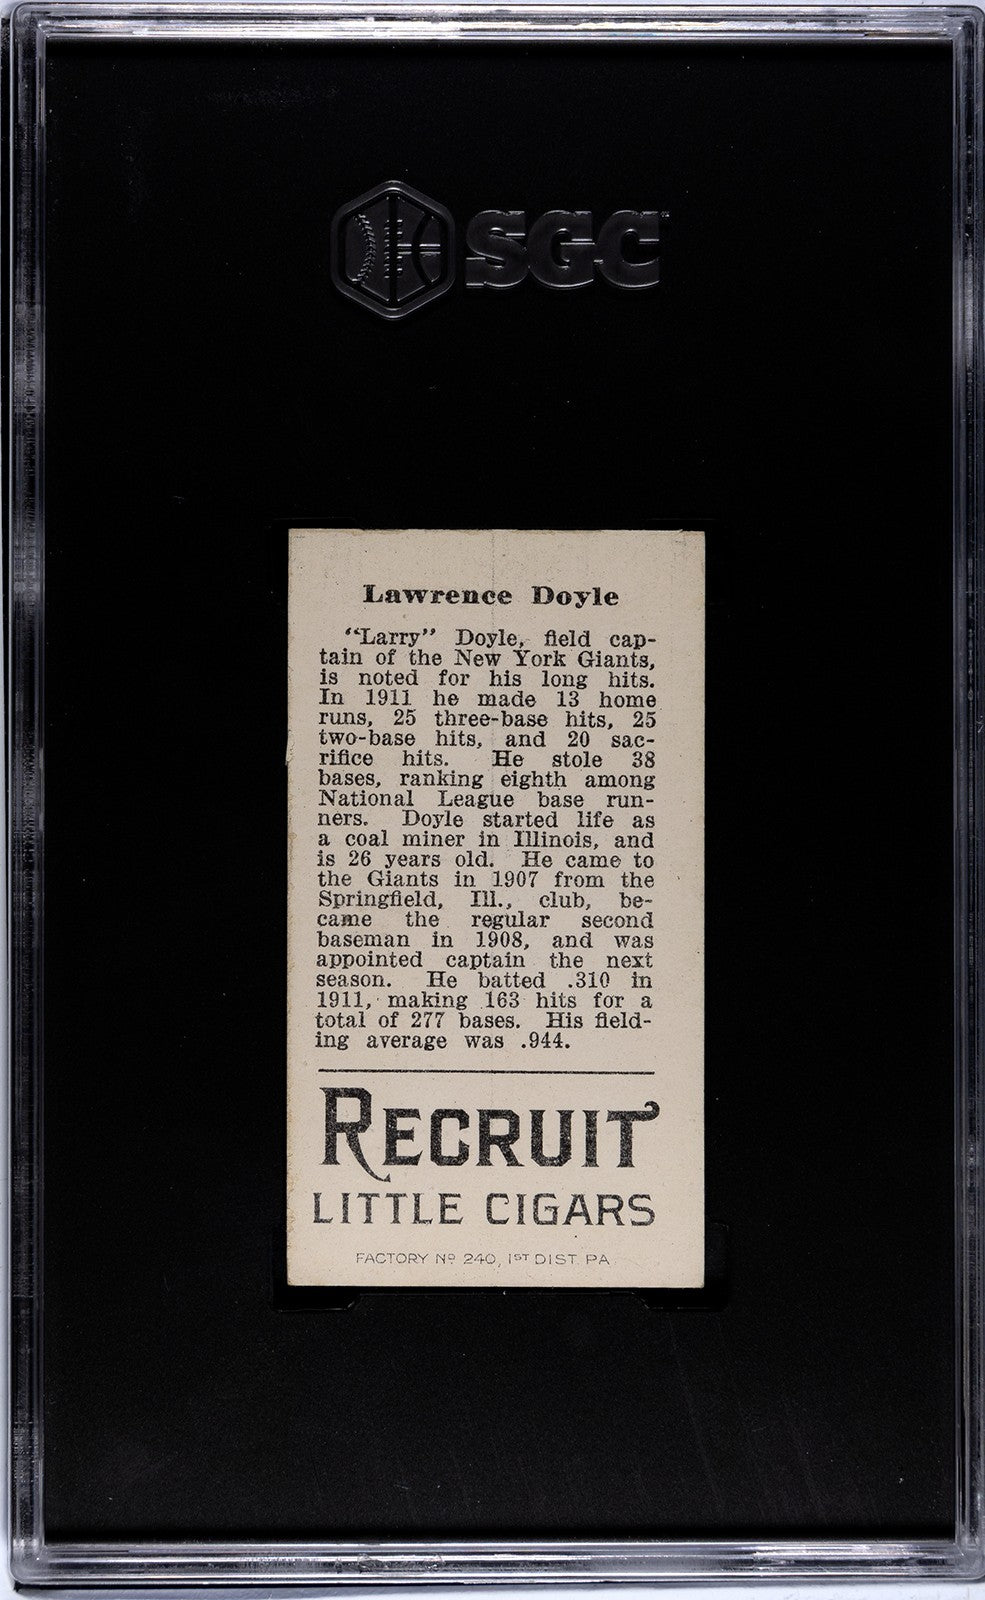 SGC
Lawrence Doyle
"Larry" Doyle, field cap-
tain of the New York Giants,
is noted for his long hits.
In 1911 he made 13 home
runs, 25 three-base hits, 25
two-base hits, and 20 sac-
rifice hits. He stole 38
bases, ranking eighth among
National League base run-
ners. Doyle started life as
a coal miner in Illinois, and
is 26 years old. He came to
the Giants in 1907 from the
Springfield, Ill., club, be-
came the regular second
baseman in 1908, and was
appointed captain the next
season. He batted .310 in
1911, making 163 hits for a
total of 277 bases. His field-
ing average was .944.
RECRUIT
LITTLE CIGARS
FACTORY Nº 240, 1ST DIST. PA.